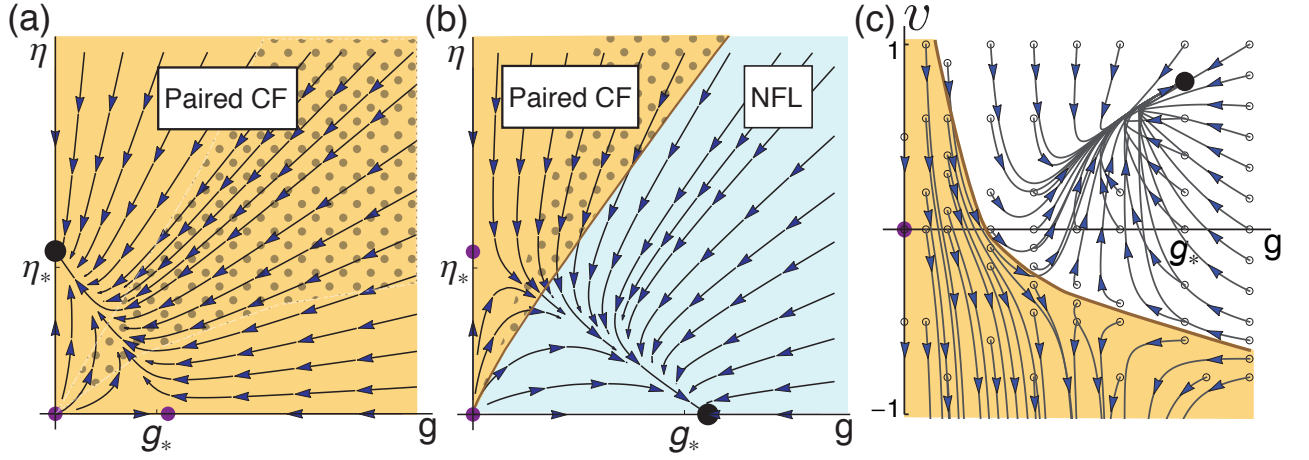 (a)
η
Paired CF
η*
g*
g
(b)
η
Paired CF
NFL
η*
g*
g
(c)
v
1
g*
g
−1